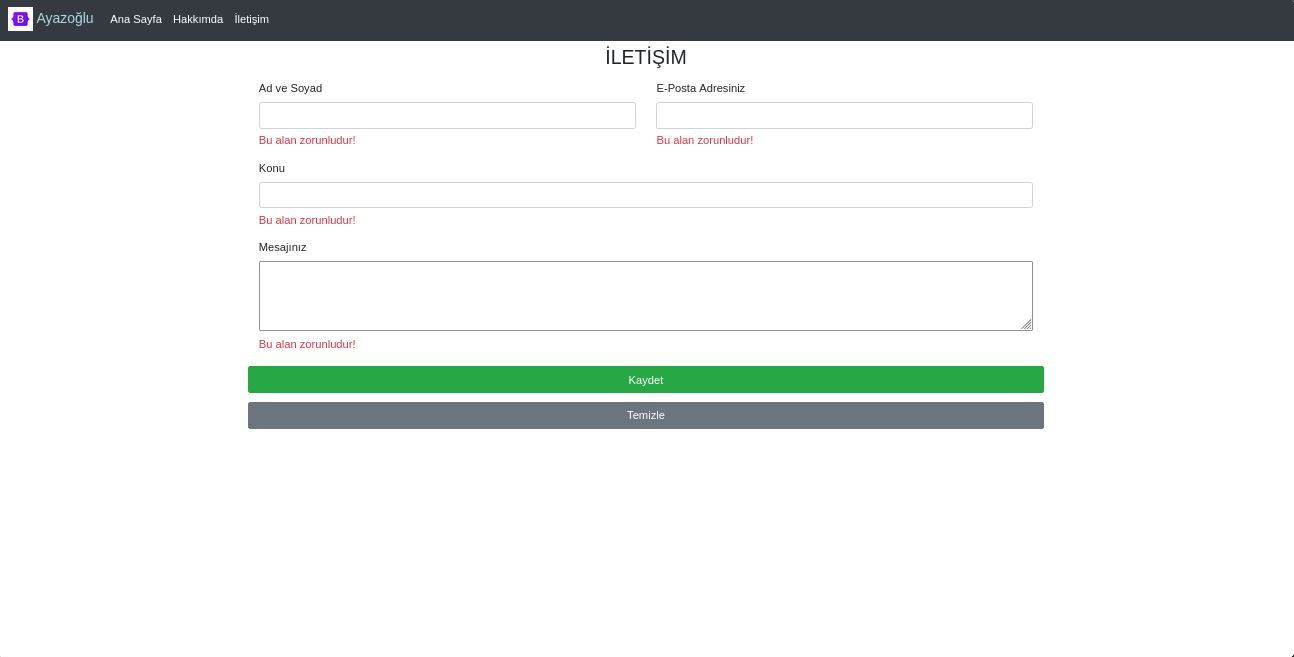 B Ayazoğlu Ana Sayfa Hakkımda İletişim
İLETİŞİM
Ad ve Soyad
E-Posta Adresiniz
Bu alan zorunludur!
Bu alan zorunludur!
Konu
Bu alan zorunludur!
Mesajınız
Bu alan zorunludur!
Kaydet
Temizle